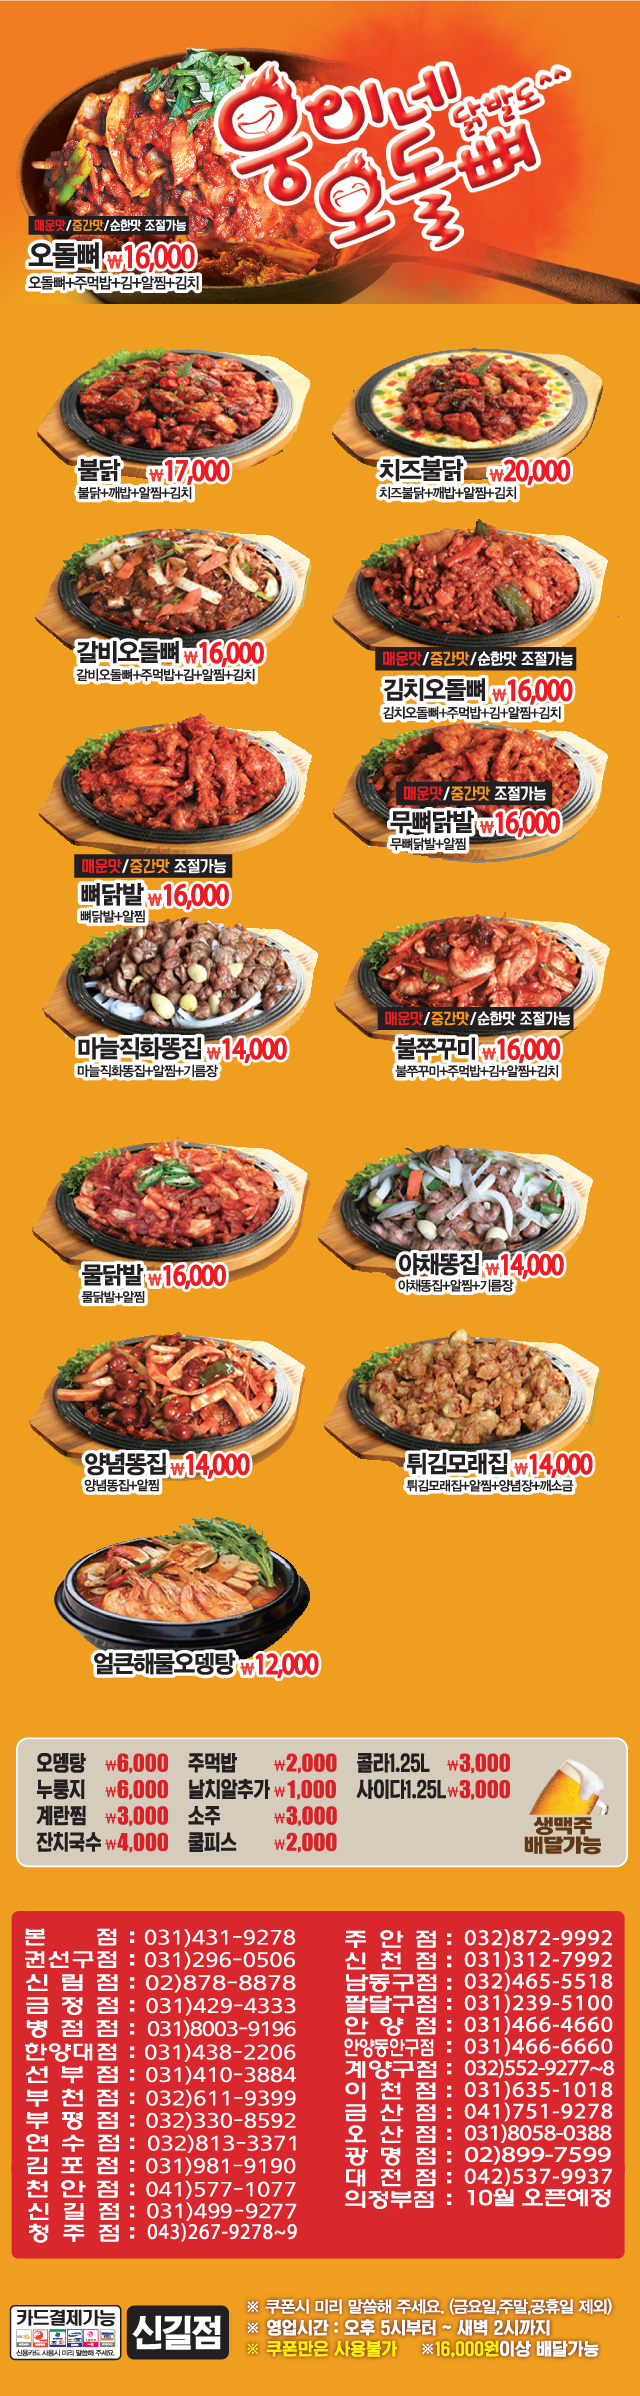 웅이네
닭발도^^
오돌뼈
매운맛/중간맛/순한맛 조절가능
오돌뼈 ₩16,000
오돌뼈+주먹밥+김+알찜+김치
불닭 ₩17,000
불닭+깨밥+알찜+김치
치즈불닭 ₩20,000
치즈불닭+깨밥+알찜+김치
갈비오돌뼈 ₩16,000
갈비오돌뼈+주먹밥+김+알찜+김치
매운맛/중간맛/순한맛 조절가능
김치오돌뼈 ₩16,000
김치오돌뼈+주먹밥+김+알찜+김치
매운맛/중간맛 조절가능
뼈닭발 ₩16,000
뼈닭발+알찜
매운맛/중간맛 조절가능
무뼈닭발 ₩16,000
무뼈닭발+알찜
마늘직화똥집 ₩14,000
마늘직화똥집+알찜+기름장
매운맛/중간맛/순한맛 조절가능
불쭈꾸미 ₩16,000
불쭈꾸미+주먹밥+김+알찜+김치
물닭발 ₩16,000
물닭발+알찜
야채똥집 ₩14,000
야채똥집+알찜+기름장
양념똥집 ₩14,000
양념똥집+알찜
튀김모래집 ₩14,000
튀김모래집+알찜+양념장+깨소금
얼큰해물오뎅탕 ₩12,000
오뎅탕 ₩6,000 주먹밥 ₩2,000 콜라1.25L ₩3,000
누룽지 ₩6,000 날치알추가 ₩1,000 사이다1.25L ₩3,000
계란찜 ₩3,000 소주 ₩3,000
잔치국수 ₩4,000 쿨피스 ₩2,000
생맥주
배달가능
본 점 : 031)431-9278
권선구점 : 031)296-0506
신 림 점 : 02)878-8878
금 정 점 : 031)429-4333
병 점 점 : 031)8003-9196
한양대점 : 031)438-2206
선 부 점 : 031)410-3884
부 천 점 : 032)611-9399
부 평 점 : 032)330-8592
연 수 점 : 032)813-3371
김 포 점 : 031)981-9190
천 안 점 : 041)577-1077
신 길 점 : 031)499-9277
청 주 점 : 043)267-9278~9
주 안 점 : 032)872-9992
신 천 점 : 031)312-7992
남동구점 : 032)465-5518
팔달구점 : 031)239-5100
안 양 점 : 031)466-4660
안양동안구점 : 031)466-6660
계양구점 : 032)552-9277~8
이 천 점 : 031)635-1018
금 산 점 : 041)751-9278
오 산 점 : 031)8058-0388
광 명 점 : 02)899-7599
대 전 점 : 042)537-9937
의정부점 : 10월 오픈예정
카드결제가능
신용카드 사용시 미리 말씀해 주세요.
신길점
※ 쿠폰시 미리 말씀해 주세요. (금요일,주말,공휴일 제외)
※ 영업시간 : 오후 5시부터 ~ 새벽 2시까지
※ 쿠폰만은 사용불가 ※16,000원이상 배달가능